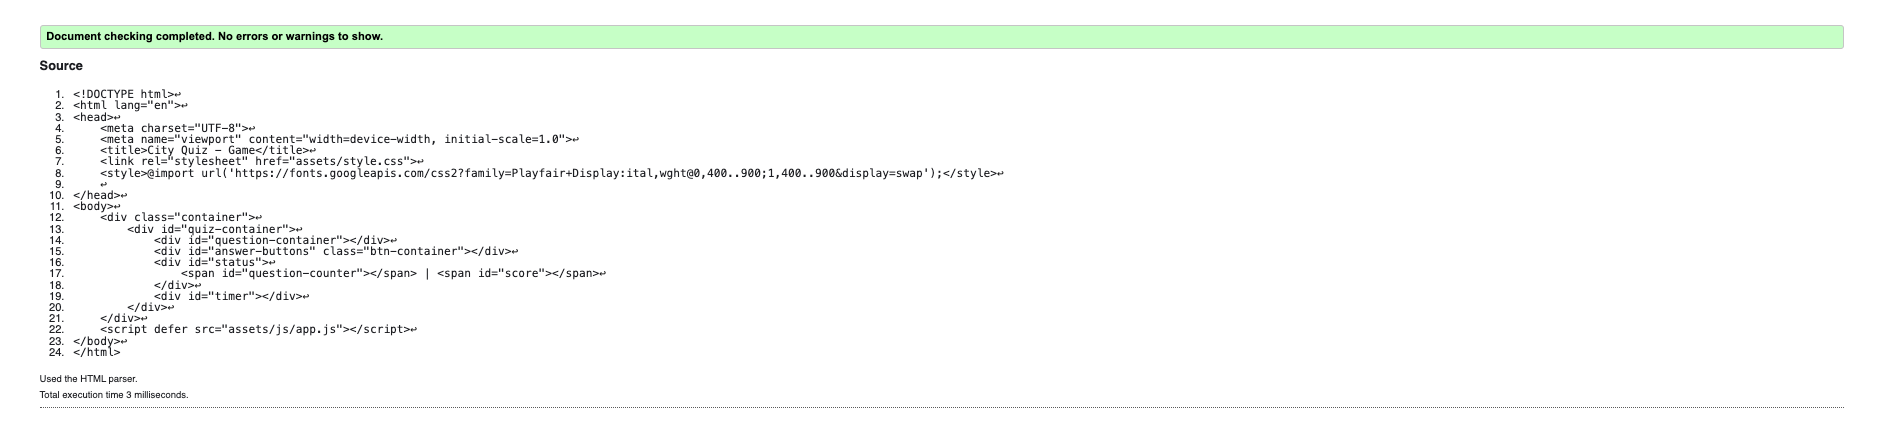 Document checking completed. No errors or warnings to show.
Source
1. <!DOCTYPE html>↩
2. <html lang="en">↩
3. <head>↩
4.     <meta charset="UTF-8">↩
5.     <meta name="viewport" content="width=device-width, initial-scale=1.0">↩
6.     <title>City Quiz - Game</title>↩
7.     <link rel="stylesheet" href="assets/style.css">↩
8.     <style>@import url('https://fonts.googleapis.com/css2?family=Playfair+Display:ital,wght@0,400..900;1,400..900&display=swap');</style>↩
9.     ↩
10. </head>↩
11. <body>↩
12.     <div class="container">↩
13.         <div id="quiz-container">↩
14.             <div id="question-container"></div>↩
15.             <div id="answer-buttons" class="btn-container"></div>↩
16.             <div id="status">↩
17.                 <span id="question-counter"></span> | <span id="score"></span>↩
18.             </div>↩
19.             <div id="timer"></div>↩
20.         </div>↩
21.     </div>↩
22.     <script defer src="assets/js/app.js"></script>↩
23. </body>↩
24. </html>
Used the HTML parser.
Total execution time 3 milliseconds.